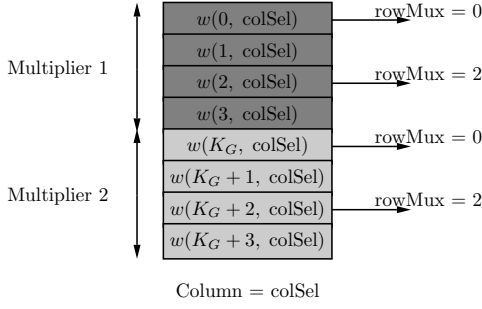 w(0, colSel) rowMux = 0
w(1, colSel)
Multiplier 1
w(2, colSel) rowMux = 2
w(3, colSel)
w(K_G, colSel) rowMux = 0
w(K_G + 1, colSel)
Multiplier 2
w(K_G + 2, colSel) rowMux = 2
w(K_G + 3, colSel)
Column = colSel